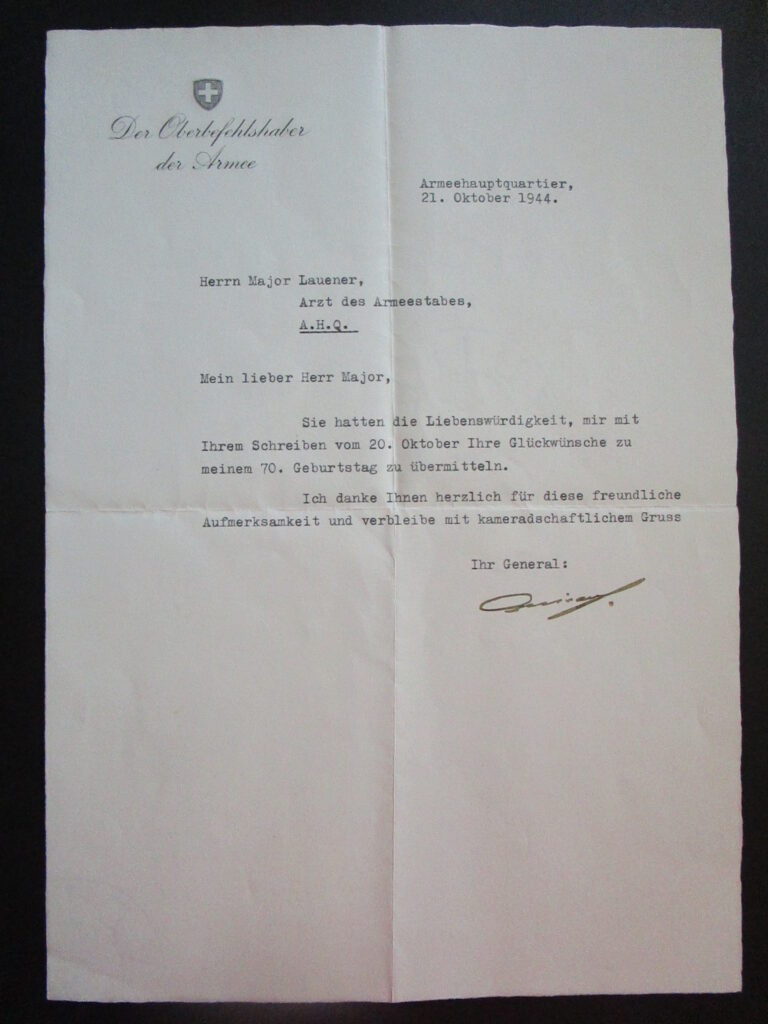 Der Oberbefehlshaber
der Armee
Armeehauptquartier,
21. Oktober 1944.
Herrn Major Lauener,
Arzt des Armeestabes,
A.H.Q.
Mein lieber Herr Major,
Sie hatten die Liebenswürdigkeit, mir mit
Ihrem Schreiben vom 20. Oktober Ihre Glückwünsche zu
meinem 70. Geburtstag zu übermitteln.
Ich danke Ihnen herzlich für diese freundliche
Aufmerksamkeit und verbleibe mit kameradschaftlichem Gruss
Ihr General: